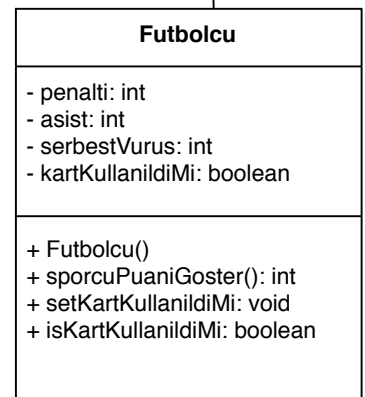 Futbolcu
- penalti: int
- asist: int
- serbestVurus: int
- kartKullanildiMi: boolean
+ Futbolcu()
+ sporcuPuaniGoster(): int
+ setKartKullanildiMi: void
+ isKartKullanildiMi: boolean